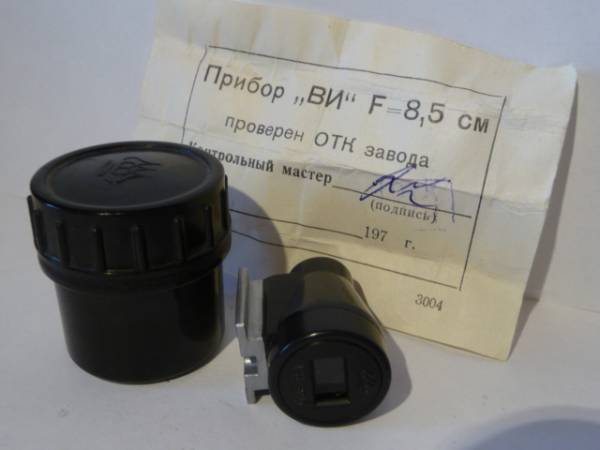 Прибор „ВИ“ F=8,5 см
проверен ОТК завода
Контрольный мастер
(подпись)
197 г.
3004